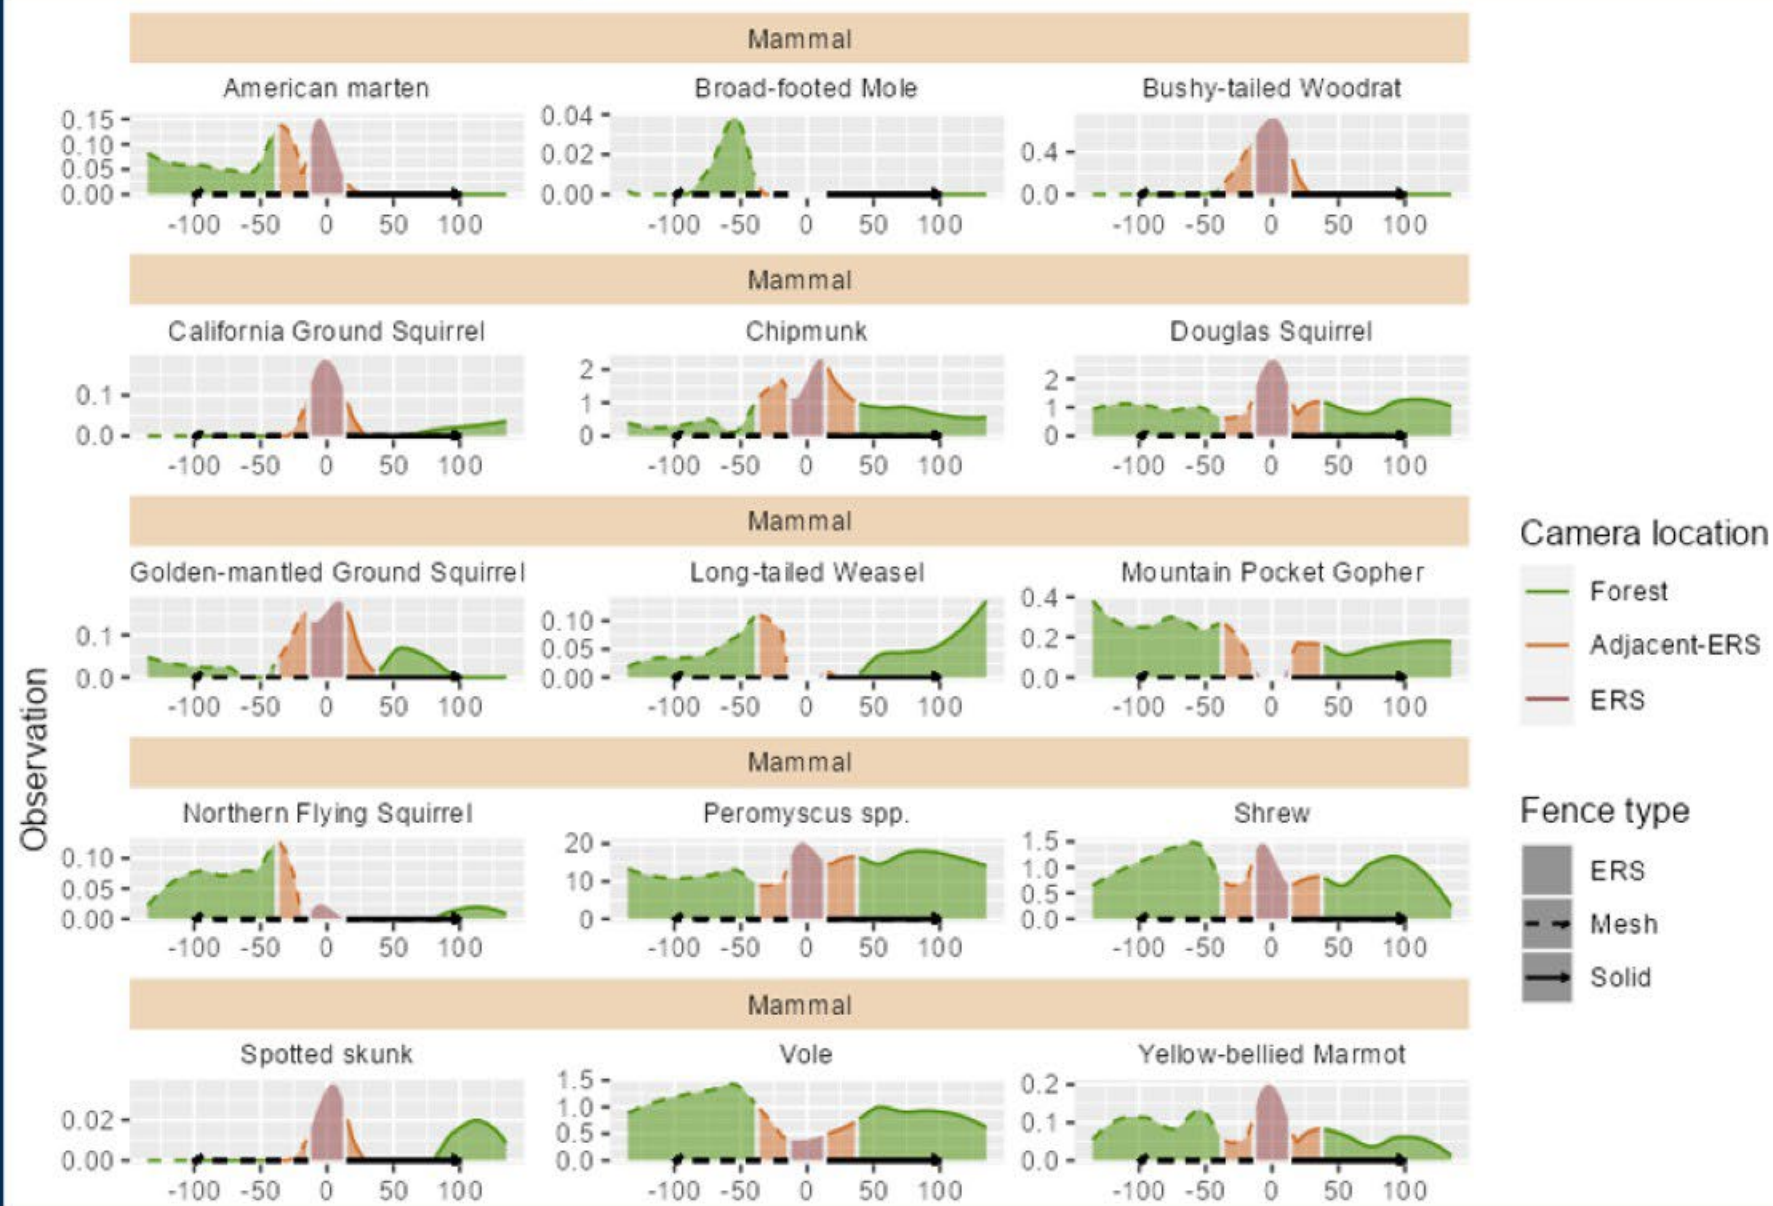 Mammal
American marten Broad-footed Mole Bushy-tailed Woodrat
0.15 0.10 0.05 0.00 0.04 0.02 0.00 0.4 0.0
-100 -50 0 50 100 -100 -50 0 50 100 -100 -50 0 50 100
Mammal
California Ground Squirrel Chipmunk Douglas Squirrel
0.1 0.0 2 1 0 2 1 0
-100 -50 0 50 100 -100 -50 0 50 100 -100 -50 0 50 100
Mammal
Golden-mantled Ground Squirrel Long-tailed Weasel Mountain Pocket Gopher
0.1 0.0 0.10 0.05 0.00 0.4 0.2 0.0
-100 -50 0 50 100 -100 -50 0 50 100 -100 -50 0 50 100
Mammal
Northern Flying Squirrel Peromyscus spp. Shrew
0.10 0.05 0.00 20 10 0 1.5 1.0 0.5 0.0
-100 -50 0 50 100 -100 -50 0 50 100 -100 -50 0 50 100
Mammal
Spotted skunk Vole Yellow-bellied Marmot
0.02 0.00 1.5 1.0 0.5 0.0 0.2 0.1 0.0
-100 -50 0 50 100 -100 -50 0 50 100 -100 -50 0 50 100
Observation
Camera location
Forest
Adjacent-ERS
ERS
Fence type
ERS
Mesh
Solid